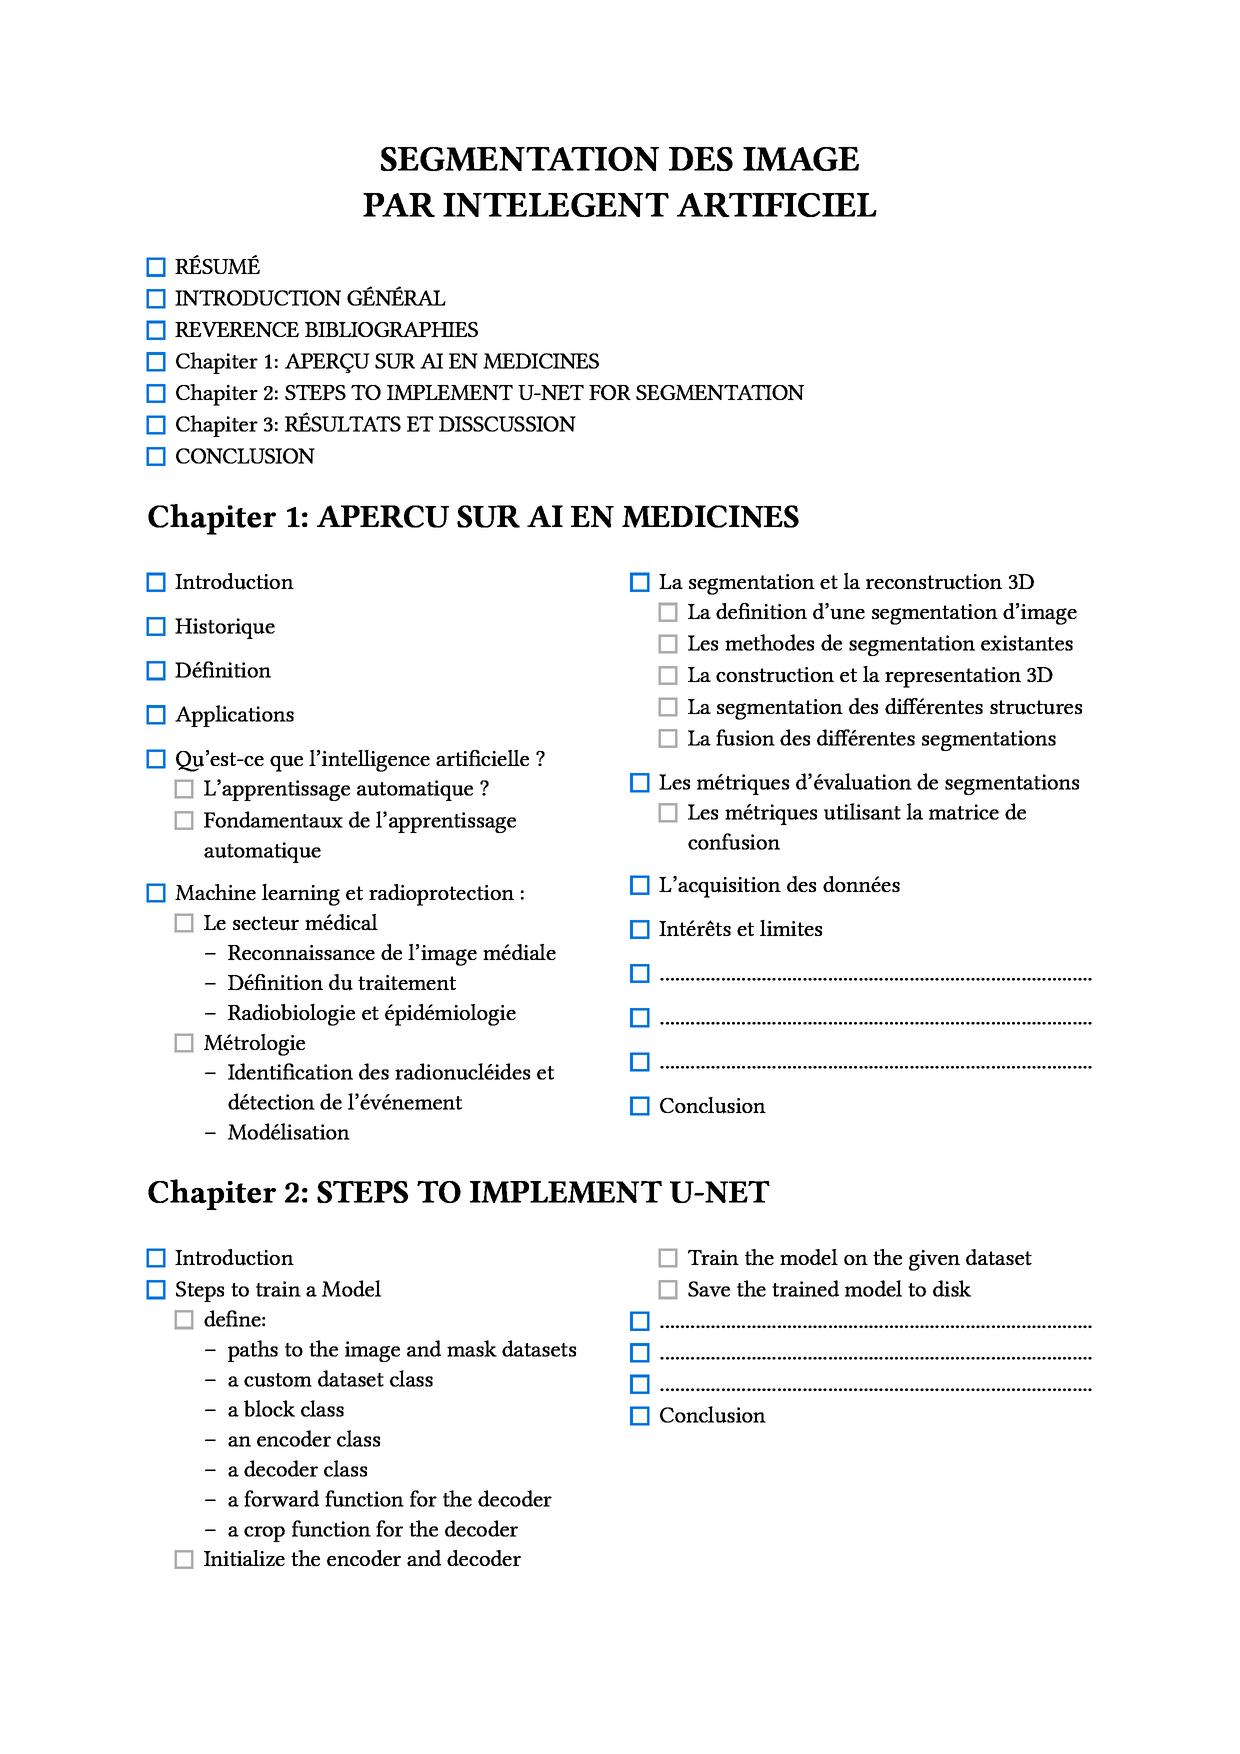 SEGMENTATION DES IMAGE
PAR INTELEGENT ARTIFICIEL
RÉSUMÉ
INTRODUCTION GÉNÉRAL
REVERENCE BIBLIOGRAPHIES
Chapiter 1: APERÇU SUR AI EN MEDICINES
Chapiter 2: STEPS TO IMPLEMENT U-NET FOR SEGMENTATION
Chapiter 3: RÉSULTATS ET DISSCUSSION
CONCLUSION
Chapiter 1: APERCU SUR AI EN MEDICINES
Introduction
Historique
Définition
Applications
Qu'est-ce que l'intelligence artificielle ?
L'apprentissage automatique ?
Fondamentaux de l'apprentissage
automatique
Machine learning et radioprotection :
Le secteur médical
– Reconnaissance de l'image médiale
– Définition du traitement
– Radiobiologie et épidémiologie
Métrologie
– Identification des radionucléides et
détection de l'événement
– Modélisation
La segmentation et la reconstruction 3D
La definition d'une segmentation d'image
Les methodes de segmentation existantes
La construction et la representation 3D
La segmentation des différentes structures
La fusion des différentes segmentations
Les métriques d'évaluation de segmentations
Les métriques utilisant la matrice de
confusion
L'acquisition des données
Intérêts et limites
................................................................................
................................................................................
................................................................................
Conclusion
Chapiter 2: STEPS TO IMPLEMENT U-NET
Introduction
Steps to train a Model
define:
– paths to the image and mask datasets
– a custom dataset class
– a block class
– an encoder class
– a decoder class
– a forward function for the decoder
– a crop function for the decoder
Initialize the encoder and decoder
Train the model on the given dataset
Save the trained model to disk
................................................................................
................................................................................
................................................................................
Conclusion